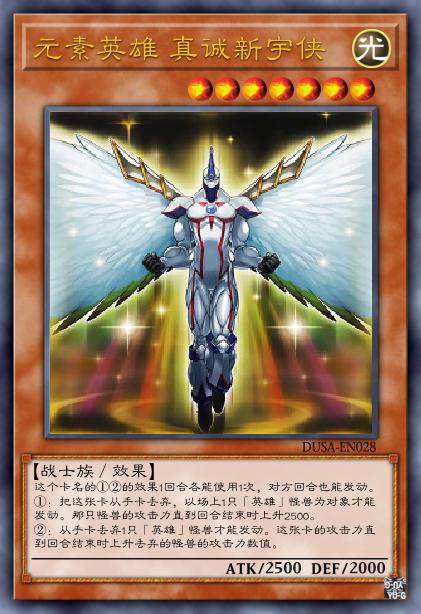 元素英雄 真诚新宇侠
光
DUSA-EN028
【战士族／效果】
这个卡名的①②的效果1回合各能使用1次，对方回合也能发动。
①：把这张卡从手卡丢弃，以场上1只「英雄」怪兽为对象才能
发动。那只怪兽的攻击力直到回合结束时上升2500。
②：从手卡丢弃1只「英雄」怪兽才能发动。这张卡的攻击力直
到回合结束时上升丢弃的怪兽的攻击力数值。
ATK/2500 DEF/2000